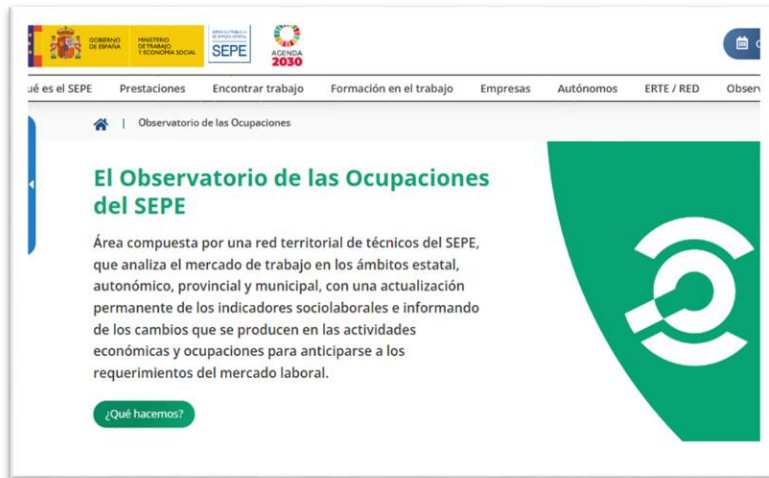 GOBIERNO
DE ESPAÑA
MINISTERIO
DE TRABAJO
Y ECONOMÍA SOCIAL
SEPE
AGENDA
2030
ué es el SEPE Prestaciones Encontrar trabajo Formación en el trabajo Empresas Autónomos ERTE / RED Observ
| Observatorio de las Ocupaciones
El Observatorio de las Ocupaciones
del SEPE
Área compuesta por una red territorial de técnicos del SEPE,
que analiza el mercado de trabajo en los ámbitos estatal,
autonómico, provincial y municipal, con una actualización
permanente de los indicadores sociolaborales e informando
de los cambios que se producen en las actividades
económicas y ocupaciones para anticiparse a los
requerimientos del mercado laboral.
¿Qué hacemos?